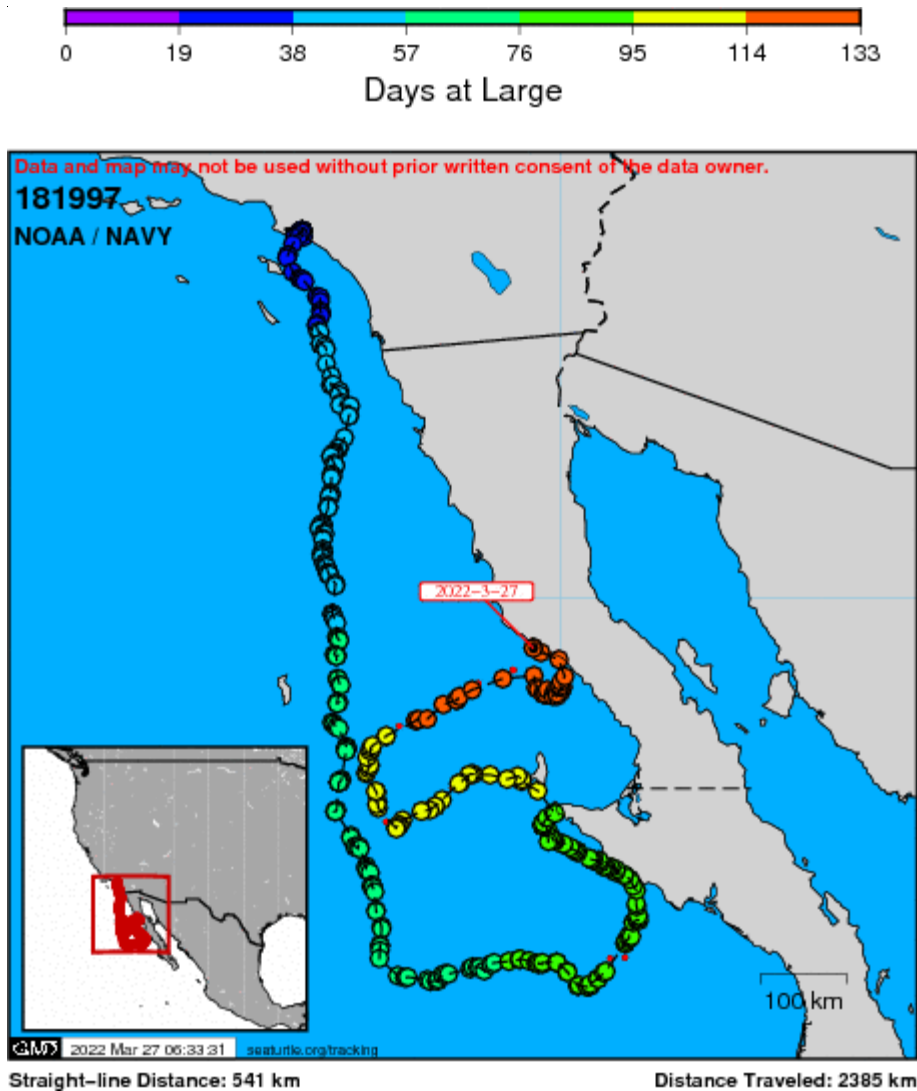 0 19 38 57 76 95 114 133
Days at Large
Data and map may not be used without prior written consent of the data owner.
181997
NOAA / NAVY
2022-3-27
100 km
GMT 2022 Mar 27 06:33:31 seaturtle.org/tracking
Straight-line Distance: 541 km Distance Traveled: 2385 km